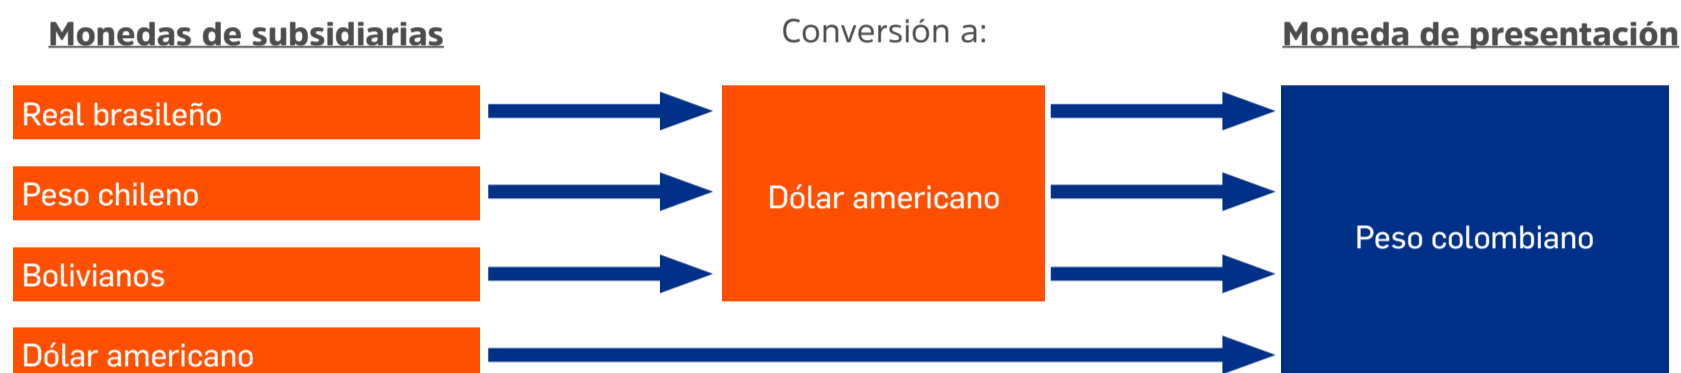 Monedas de subsidiarias
Conversión a:
Moneda de presentación
Real brasileño
Peso chileno
Bolivianos
Dólar americano
Dólar americano
Peso colombiano